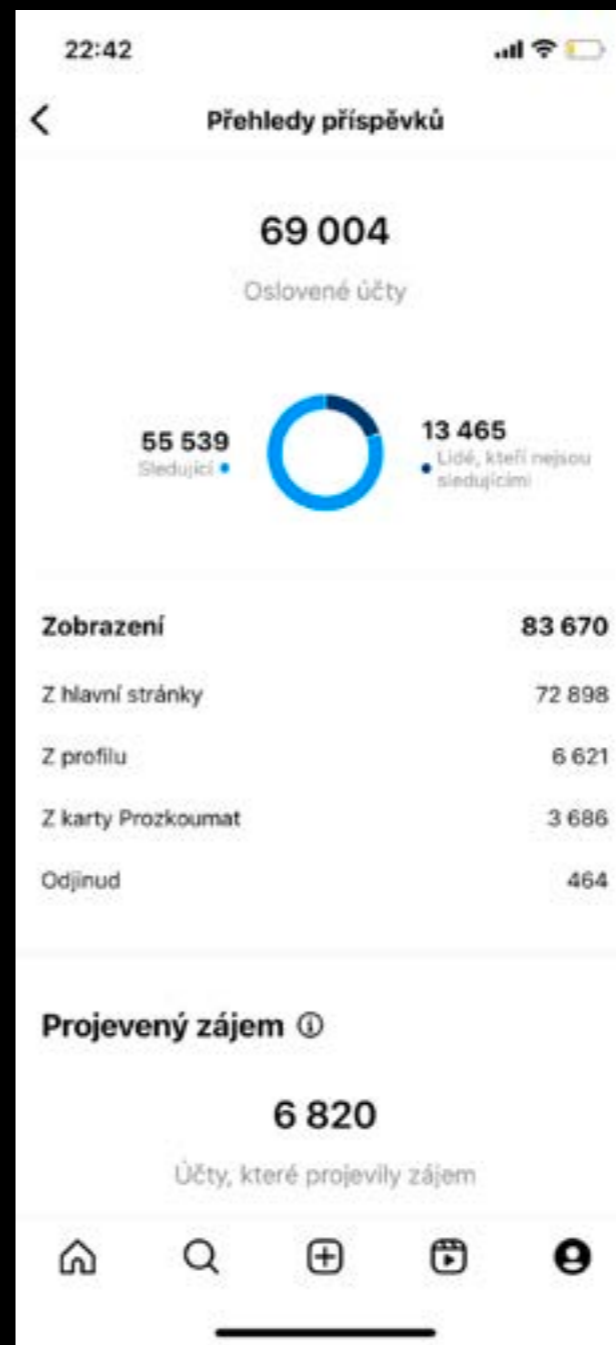 22:42
Přehledy příspěvků
69 004
Oslovené účty
55 539
Sledující
13 465
Lidé, kteří nejsou
sledujícími
Zobrazení 83 670
Z hlavní stránky 72 898
Z profilu 6 621
Z karty Prozkoumat 3 686
Odjinud 464
Projevený zájem
6 820
Účty, které projevily zájem